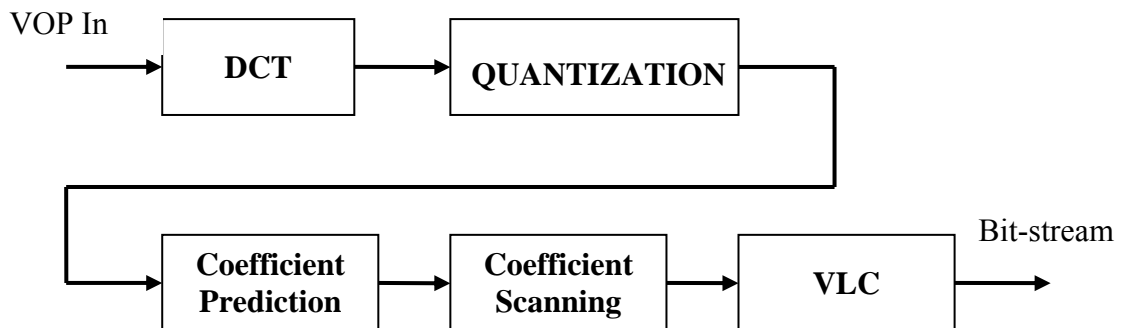 VOP In
DCT
QUANTIZATION
Coefficient
Prediction
Coefficient
Scanning
VLC
Bit-stream